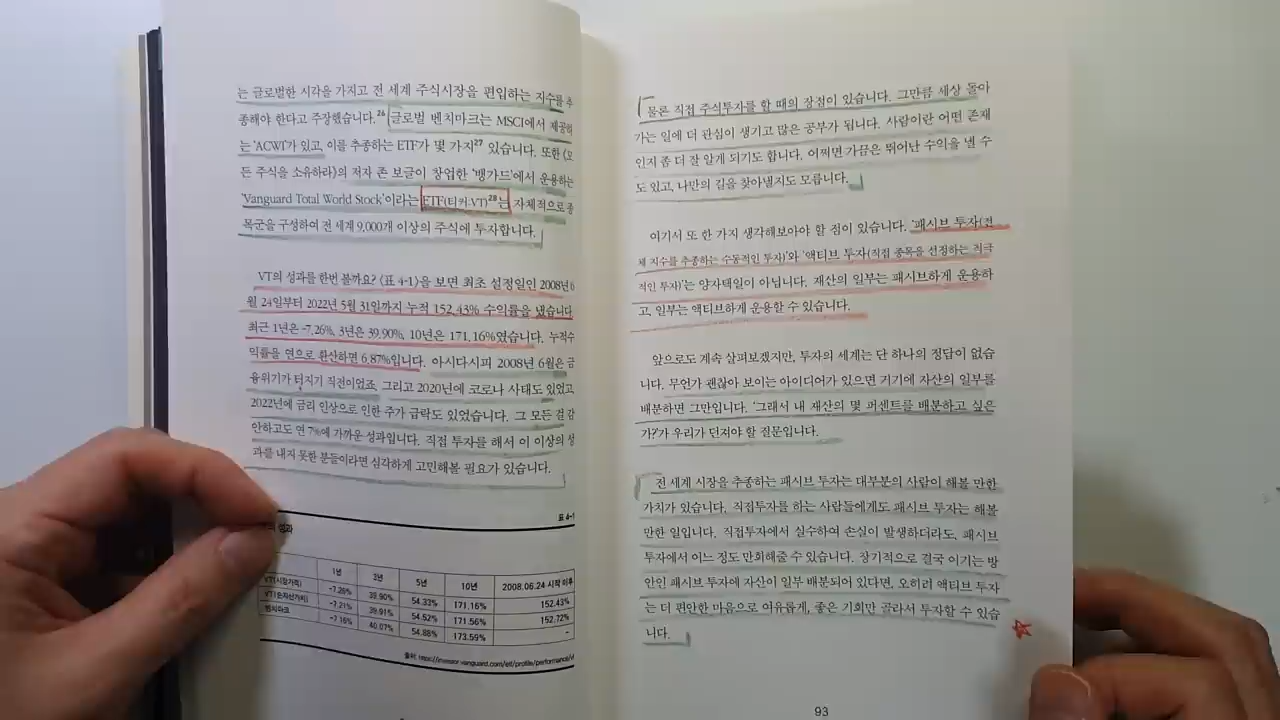 는 글로벌한 시각을 가지고 전 세계 주식시장을 편입하는 지수를 추
종해야 한다고 주장했습니다.26 글로벌 벤치마크는 MSCI에서 제공하
는 'ACWI'가 있고, 이를 추종하는 ETF가 몇 가지27 있습니다. 또한 《모
든 주식을 소유하라》의 저자 존 보글이 창업한 '뱅가드'에서 운용하는
'Vanguard Total World Stock'이라는 ETF(티커:VT)28는 자체적으로 종
목군을 구성하여 전 세계 9,000개 이상의 주식에 투자합니다.
VT의 성과를 한번 볼까요? 〈표 4-1〉을 보면 최초 설정일인 2008년 6
월 24일부터 2022년 5월 31일까지 누적 152.43% 수익률을 냈습니다.
최근 1년은 -7.26%, 3년은 39.90%, 10년은 171.16%였습니다. 누적수
익률을 연으로 환산하면 6.87%입니다. 아시다시피 2008년 6월은 금
융위기가 터지기 직전이었죠. 그리고 2020년에 코로나 사태도 있었고
2022년에 금리 인상으로 인한 주가 급락도 있었습니다. 그 모든 걸 감
안하고도 연 7%에 가까운 성과입니다. 직접 투자를 해서 이 이상의 성
과를 내지 못한 분들이라면 심각하게 고민해볼 필요가 있습니다.
표 4-1
의 성과
1년 3년 5년 10년 2008.06.24 시작 이후
VT(시장가격) -7.26% 39.90% 54.33% 171.16% 152.43%
VT(순자산가치) -7.21% 39.91% 54.52% 171.56% 152.72%
벤치마크 -7.16% 40.07% 54.88% 173.59% -
출처: https://investor.vanguard.com/etf/profile/performance/vt
물론 직접 주식투자를 할 때의 장점이 있습니다. 그만큼 세상 돌아
가는 일에 더 관심이 생기고 많은 공부가 됩니다. 사람이란 어떤 존재
인지 좀 더 잘 알게 되기도 합니다. 어쩌면 가끔은 뛰어난 수익을 낼 수
도 있고, 나만의 길을 찾아낼지도 모릅니다.
여기서 또 한 가지 생각해보아야 할 점이 있습니다. '패시브 투자(전
체 지수를 추종하는 수동적인 투자)'와 '액티브 투자(직접 종목을 선정하는 적극
적인 투자)'는 양자택일이 아닙니다. 재산의 일부는 패시브하게 운용하
고, 일부는 액티브하게 운용할 수 있습니다.
앞으로도 계속 살펴보겠지만, 투자의 세계는 단 하나의 정답이 없습
니다. 무언가 괜찮아 보이는 아이디어가 있으면 거기에 자산의 일부를
배분하면 그만입니다. '그래서 내 재산의 몇 퍼센트를 배분하고 싶은
가?'가 우리가 던져야 할 질문입니다.
전 세계 시장을 추종하는 패시브 투자는 대부분의 사람이 해볼 만한
가치가 있습니다. 직접투자를 하는 사람들에게도 패시브 투자는 해볼
만한 일입니다. 직접투자에서 실수하여 손실이 발생하더라도, 패시브
투자에서 어느 정도 만회해줄 수 있습니다. 장기적으로 결국 이기는 방
안인 패시브 투자에 자산이 일부 배분되어 있다면, 오히려 액티브 투자
는 더 편안한 마음으로 여유롭게, 좋은 기회만 골라서 투자할 수 있습
니다.
93